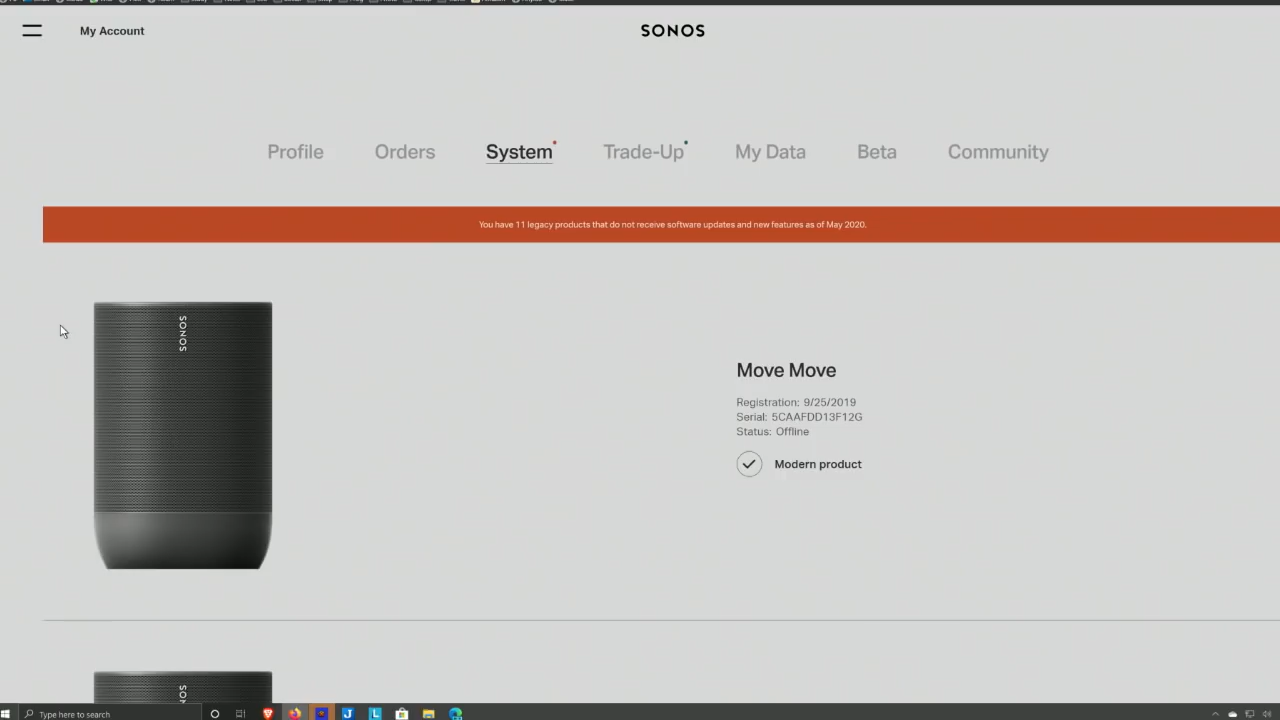 My Account
SONOS
Profile
Orders
System
Trade-Up
My Data
Beta
Community
You have 11 legacy products that do not receive software updates and new features as of May 2020.
SONOS
Move Move
Registration: 9/25/2019
Serial: 5CAAFDD13F12G
Status: Offline
Modern product
SONOS
Type here to search